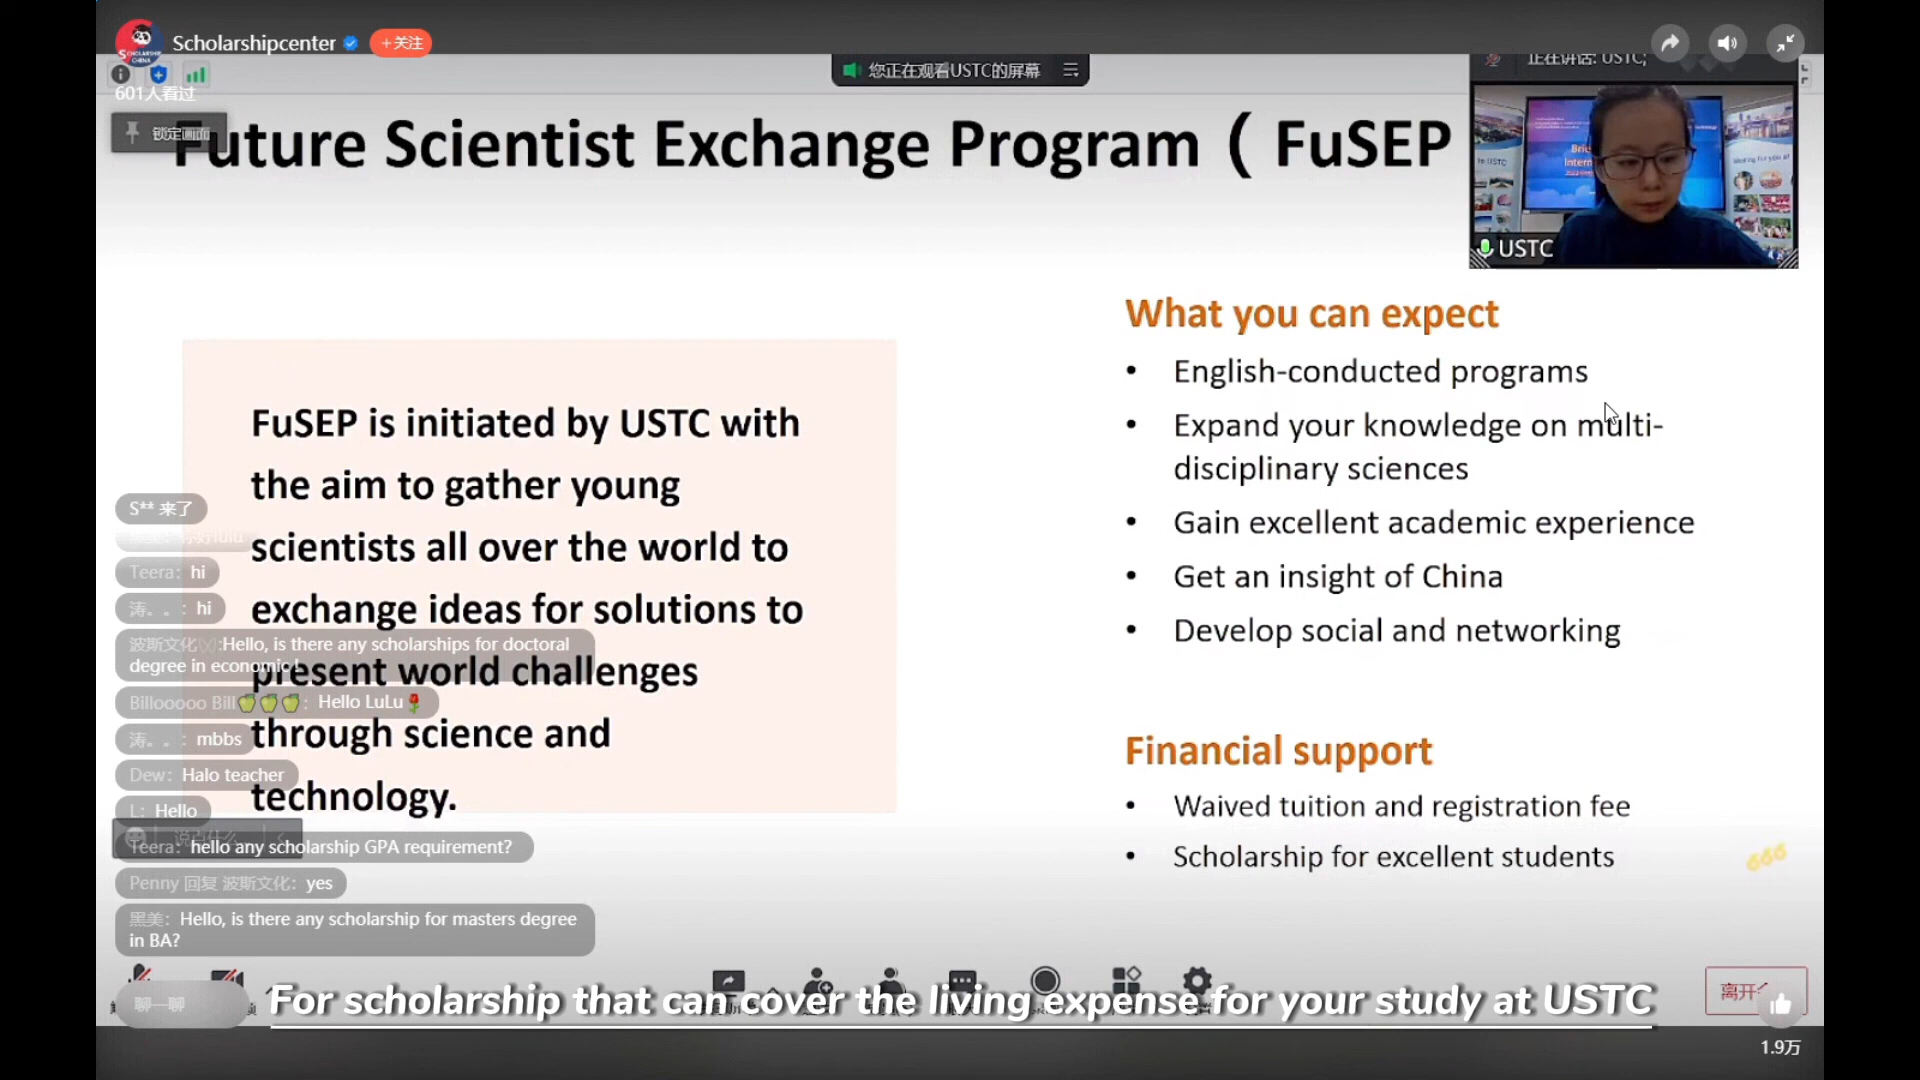 Scholarshipcenter
+关注
您正在观看USTC的屏幕
正在讲话: USTC;
601人看过
锁定画面
Future Scientist Exchange Program ( FuSEP
USTC
What you can expect
• English-conducted programs
• Expand your knowledge on multi-
disciplinary sciences
• Gain excellent academic experience
• Get an insight of China
• Develop social and networking
Financial support
• Waived tuition and registration fee
• Scholarship for excellent students
FuSEP is initiated by USTC with
the aim to gather young
scientists all over the world to
exchange ideas for solutions to
present world challenges
through science and
technology.
S** 来了
Teera: hi
涛。。: hi
波斯文化:Hello, is there any scholarships for doctoral
degree in economic!
Billooooo Bill🍏🍏🍏: Hello LuLu🌹
涛。。: mbbs
Dew: Halo teacher
L: Hello
Teera: hello any scholarship GPA requirement?
Penny 回复 波斯文化: yes
黑美: Hello, is there any scholarship for masters degree
in BA?
666
聊一聊
For scholarship that can cover the living expense for your study at USTC
离开
1.9万